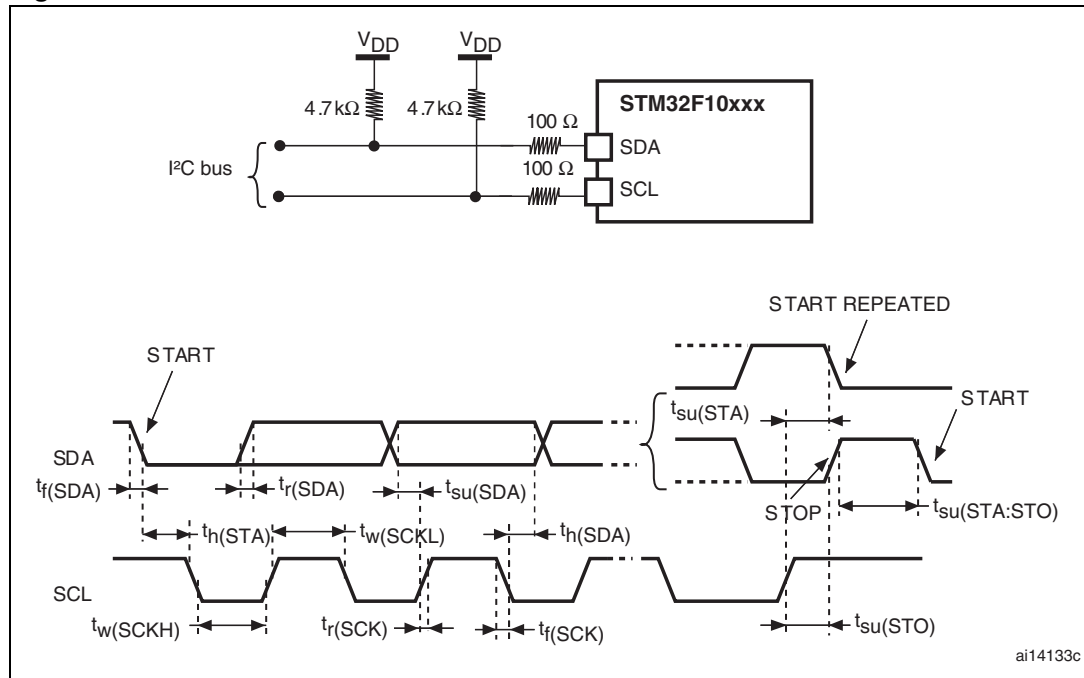 VDD VDD
4.7kΩ 4.7kΩ
STM32F10xxx
100 Ω
SDA
I²C bus
100 Ω
SCL
START REPEATED
START
tsu(STA)
START
SDA
tf(SDA)
tr(SDA)
tsu(SDA)
STOP
tsu(STA:STO)
th(STA)
tw(SCKL)
th(SDA)
SCL
tw(SCKH)
tr(SCK)
tf(SCK)
tsu(STO)
ai14133c